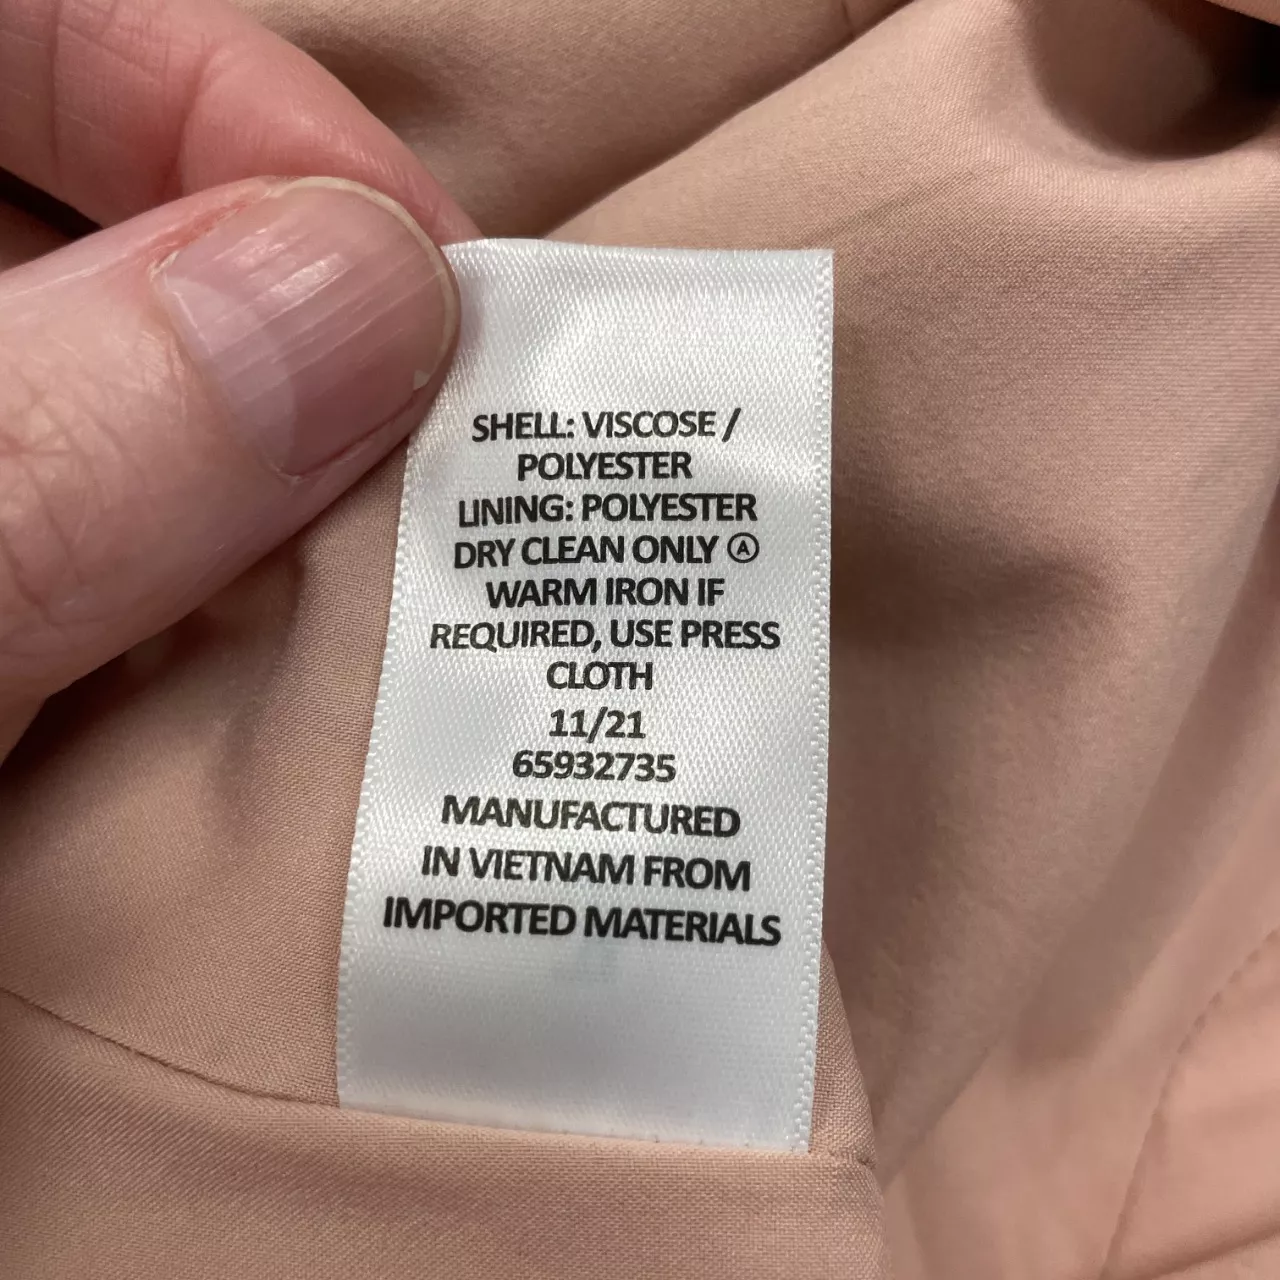 SHELL: VISCOSE /
POLYESTER
LINING: POLYESTER
DRY CLEAN ONLY Ⓐ
WARM IRON IF
REQUIRED, USE PRESS
CLOTH
11/21
65932735
MANUFACTURED
IN VIETNAM FROM
IMPORTED MATERIALS